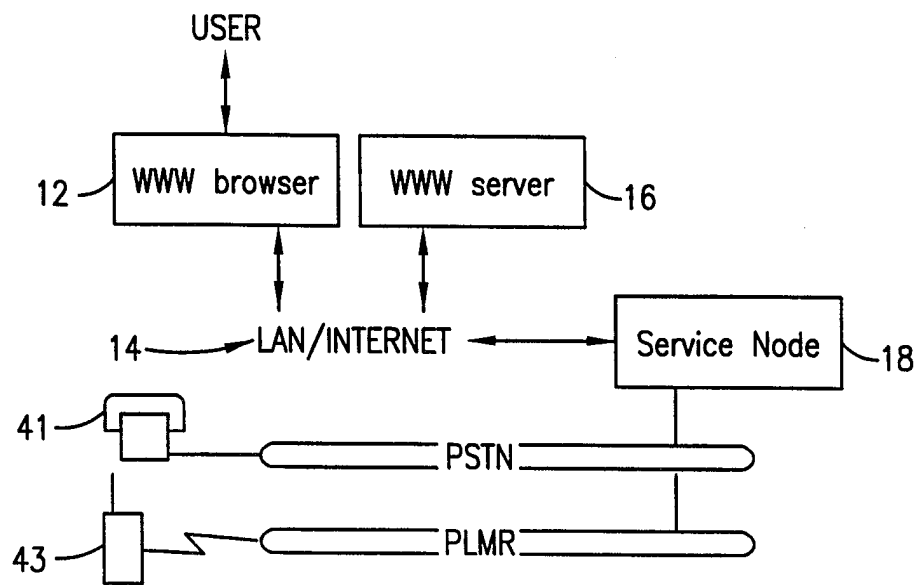 USER
12
WWW browser
WWW server
16
14
LAN/INTERNET
Service Node
18
41
PSTN
43
PLMR